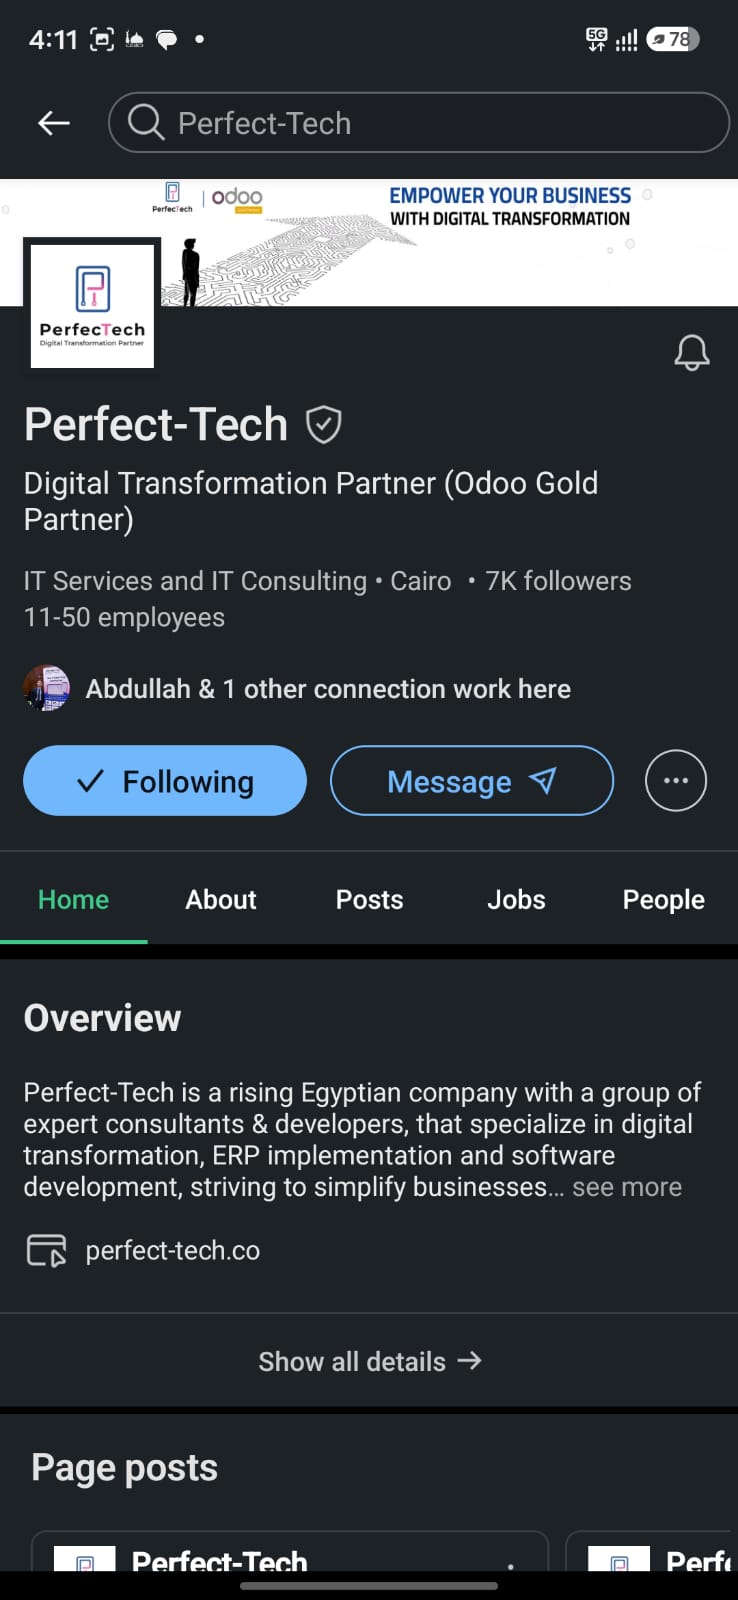 4:11
5G
78
Perfect-Tech
PerfecTech
odoo
EMPOWER YOUR BUSINESS
WITH DIGITAL TRANSFORMATION
PerfecTech
Digital Transformation Partner
Perfect-Tech
Digital Transformation Partner (Odoo Gold
Partner)
IT Services and IT Consulting • Cairo • 7K followers
11-50 employees
Abdullah & 1 other connection work here
Following
Message
Home About Posts Jobs People
Overview
Perfect-Tech is a rising Egyptian company with a group of
expert consultants & developers, that specialize in digital
transformation, ERP implementation and software
development, striving to simplify businesses... see more
perfect-tech.co
Show all details →
Page posts
Perfect-Tech
Perfe